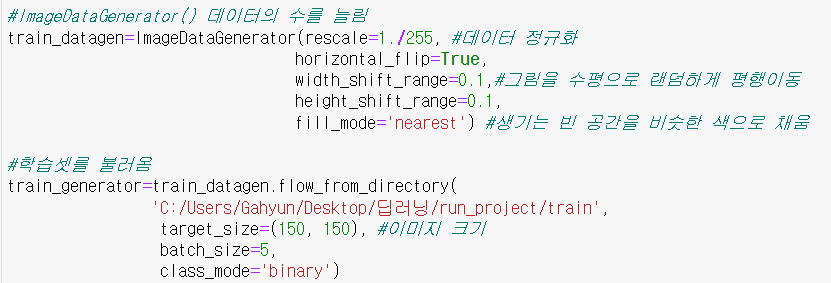 #ImageDataGenerator() 데이터의 수를 늘림
train_datagen=ImageDataGenerator(rescale=1./255, #데이터 정규화
horizontal_flip=True,
width_shift_range=0.1,#그림을 수평으로 랜덤하게 평행이동
height_shift_range=0.1,
fill_mode='nearest') #생기는 빈 공간을 비슷한 색으로 채움
#학습셋를 불러옴
train_generator=train_datagen.flow_from_directory(
'C:/Users/Gahyun/Desktop/딥러닝/run_project/train',
target_size=(150, 150), #이미지 크기
batch_size=5,
class_mode='binary')